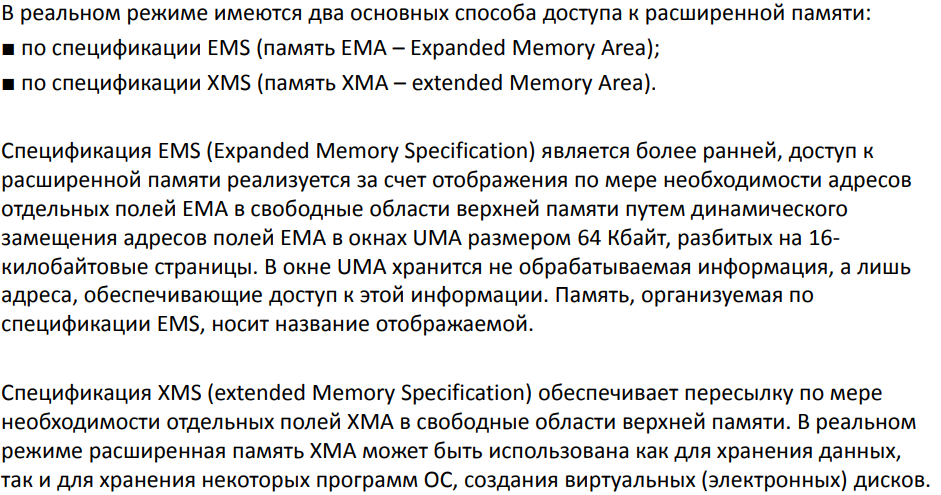 В реальном режиме имеются два основных способа доступа к расширенной памяти:
■ по спецификации EMS (память EMA – Expanded Memory Area);
■ по спецификации XMS (память XMA – extended Memory Area).
Спецификация EMS (Expanded Memory Specification) является более ранней, доступ к
расширенной памяти реализуется за счет отображения по мере необходимости адресов
отдельных полей EMA в свободные области верхней памяти путем динамического
замещения адресов полей EMA в окнах UMA размером 64 Кбайт, разбитых на 16-
килобайтовые страницы. В окне UMA хранится не обрабатываемая информация, а лишь
адреса, обеспечивающие доступ к этой информации. Память, организуемая по
спецификации EMS, носит название отображаемой.
Спецификация XMS (extended Memory Specification) обеспечивает пересылку по мере
необходимости отдельных полей XMA в свободные области верхней памяти. В реальном
режиме расширенная память XMA может быть использована как для хранения данных,
так и для хранения некоторых программ ОС, создания виртуальных (электронных) дисков.